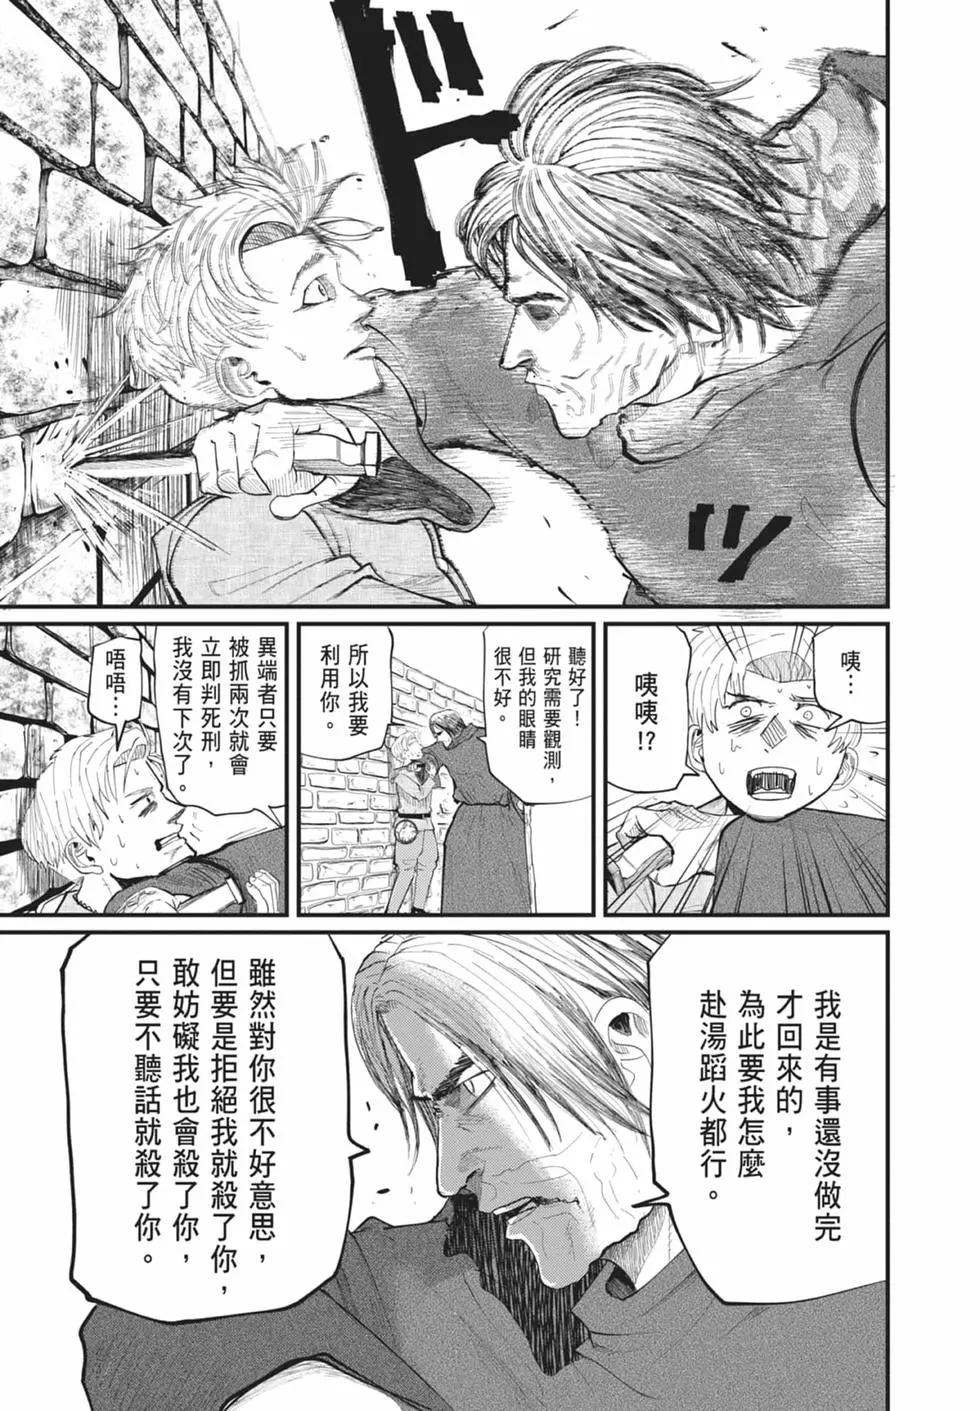 ドッ
咦…
咦咦!?
聽好了！
研究需要觀測，
但我的眼睛
很不好。
所以我要
利用你。
異端者只要
被抓兩次就會
立即判死刑，
我沒有下次了。
唔唔…
我是有事還沒做完
才回來的，
為此要我怎麼
赴湯蹈火都行。
雖然對你很不好意思，
但要是拒絕我就殺了你，
敢妨礙我也會殺了你，
只要不聽話就殺了你。